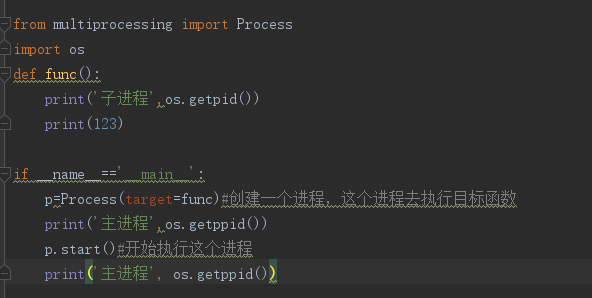 from multiprocessing import Process
import os
def func():
    print('子进程',os.getpid())
    print(123)
if __name__=='__main__':
    p=Process(target=func)#创建一个进程，这个进程去执行目标函数
    print('主进程',os.getppid())
    p.start()#开始执行这个进程
    print('主进程', os.getppid())